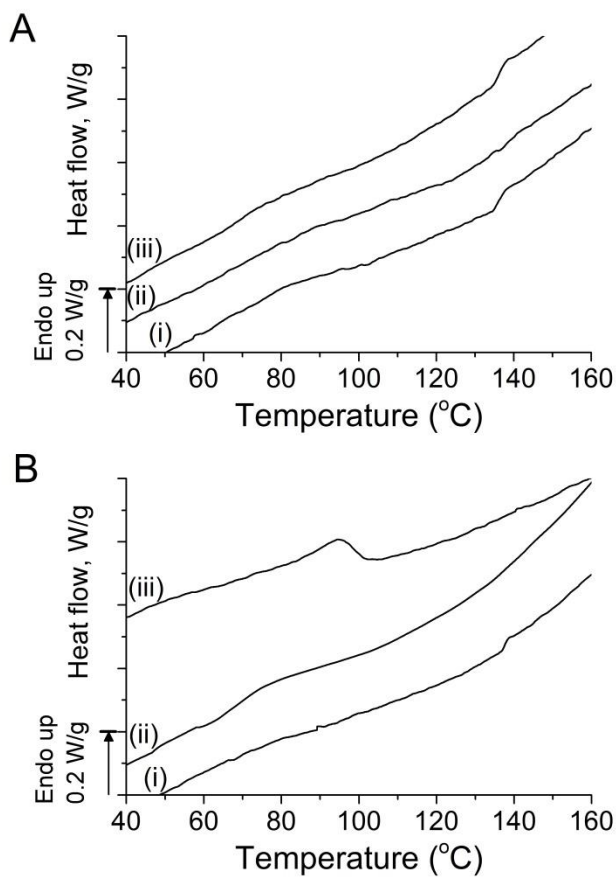 A
Heat flow, W/g
Endo up
0.2 W/g
(iii)
(ii)
(i)
40 60 80 100 120 140 160
Temperature (°C)
B
Heat flow, W/g
Endo up
0.2 W/g
(iii)
(ii)
(i)
40 60 80 100 120 140 160
Temperature (°C)